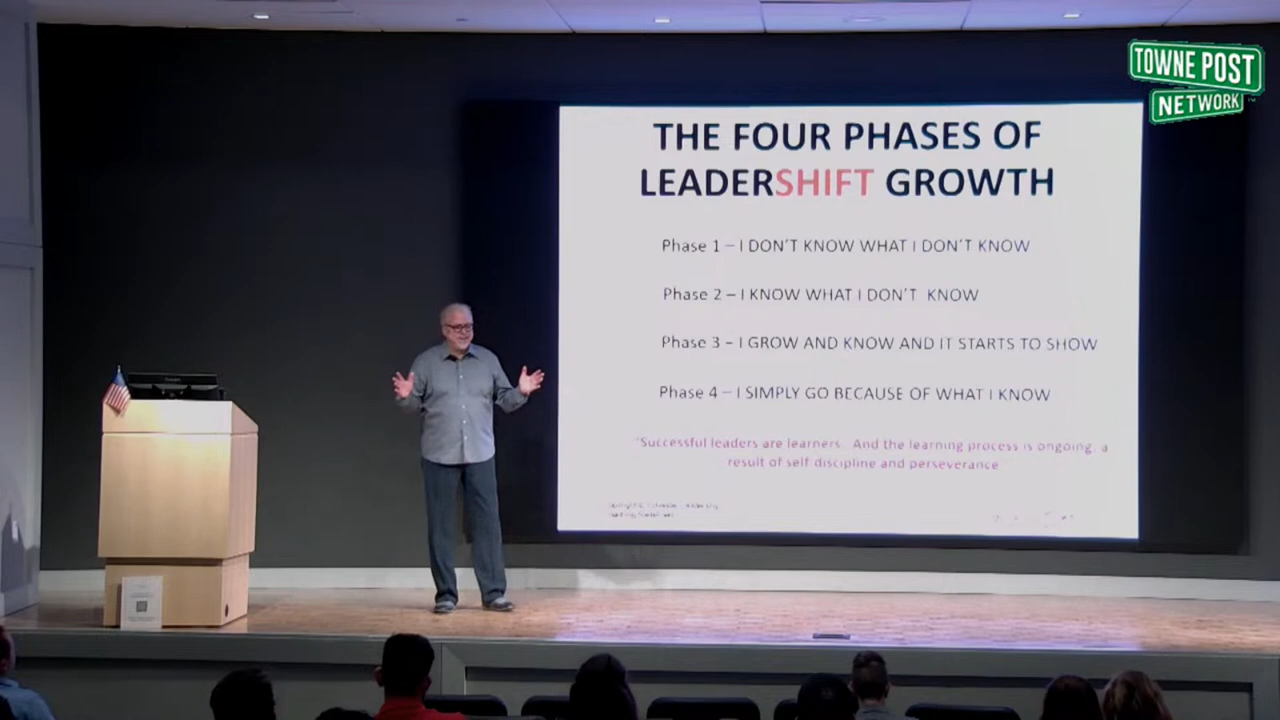 TOWNE POST
NETWORK
THE FOUR PHASES OF
LEADERSHIFT GROWTH
Phase 1 – I DON'T KNOW WHAT I DON'T KNOW
Phase 2 – I KNOW WHAT I DON'T KNOW
Phase 3 – I GROW AND KNOW AND IT STARTS TO SHOW
Phase 4 – I SIMPLY GO BECAUSE OF WHAT I KNOW
"Successful leaders are learners. And the learning process is ongoing, a
result of self discipline and perseverance